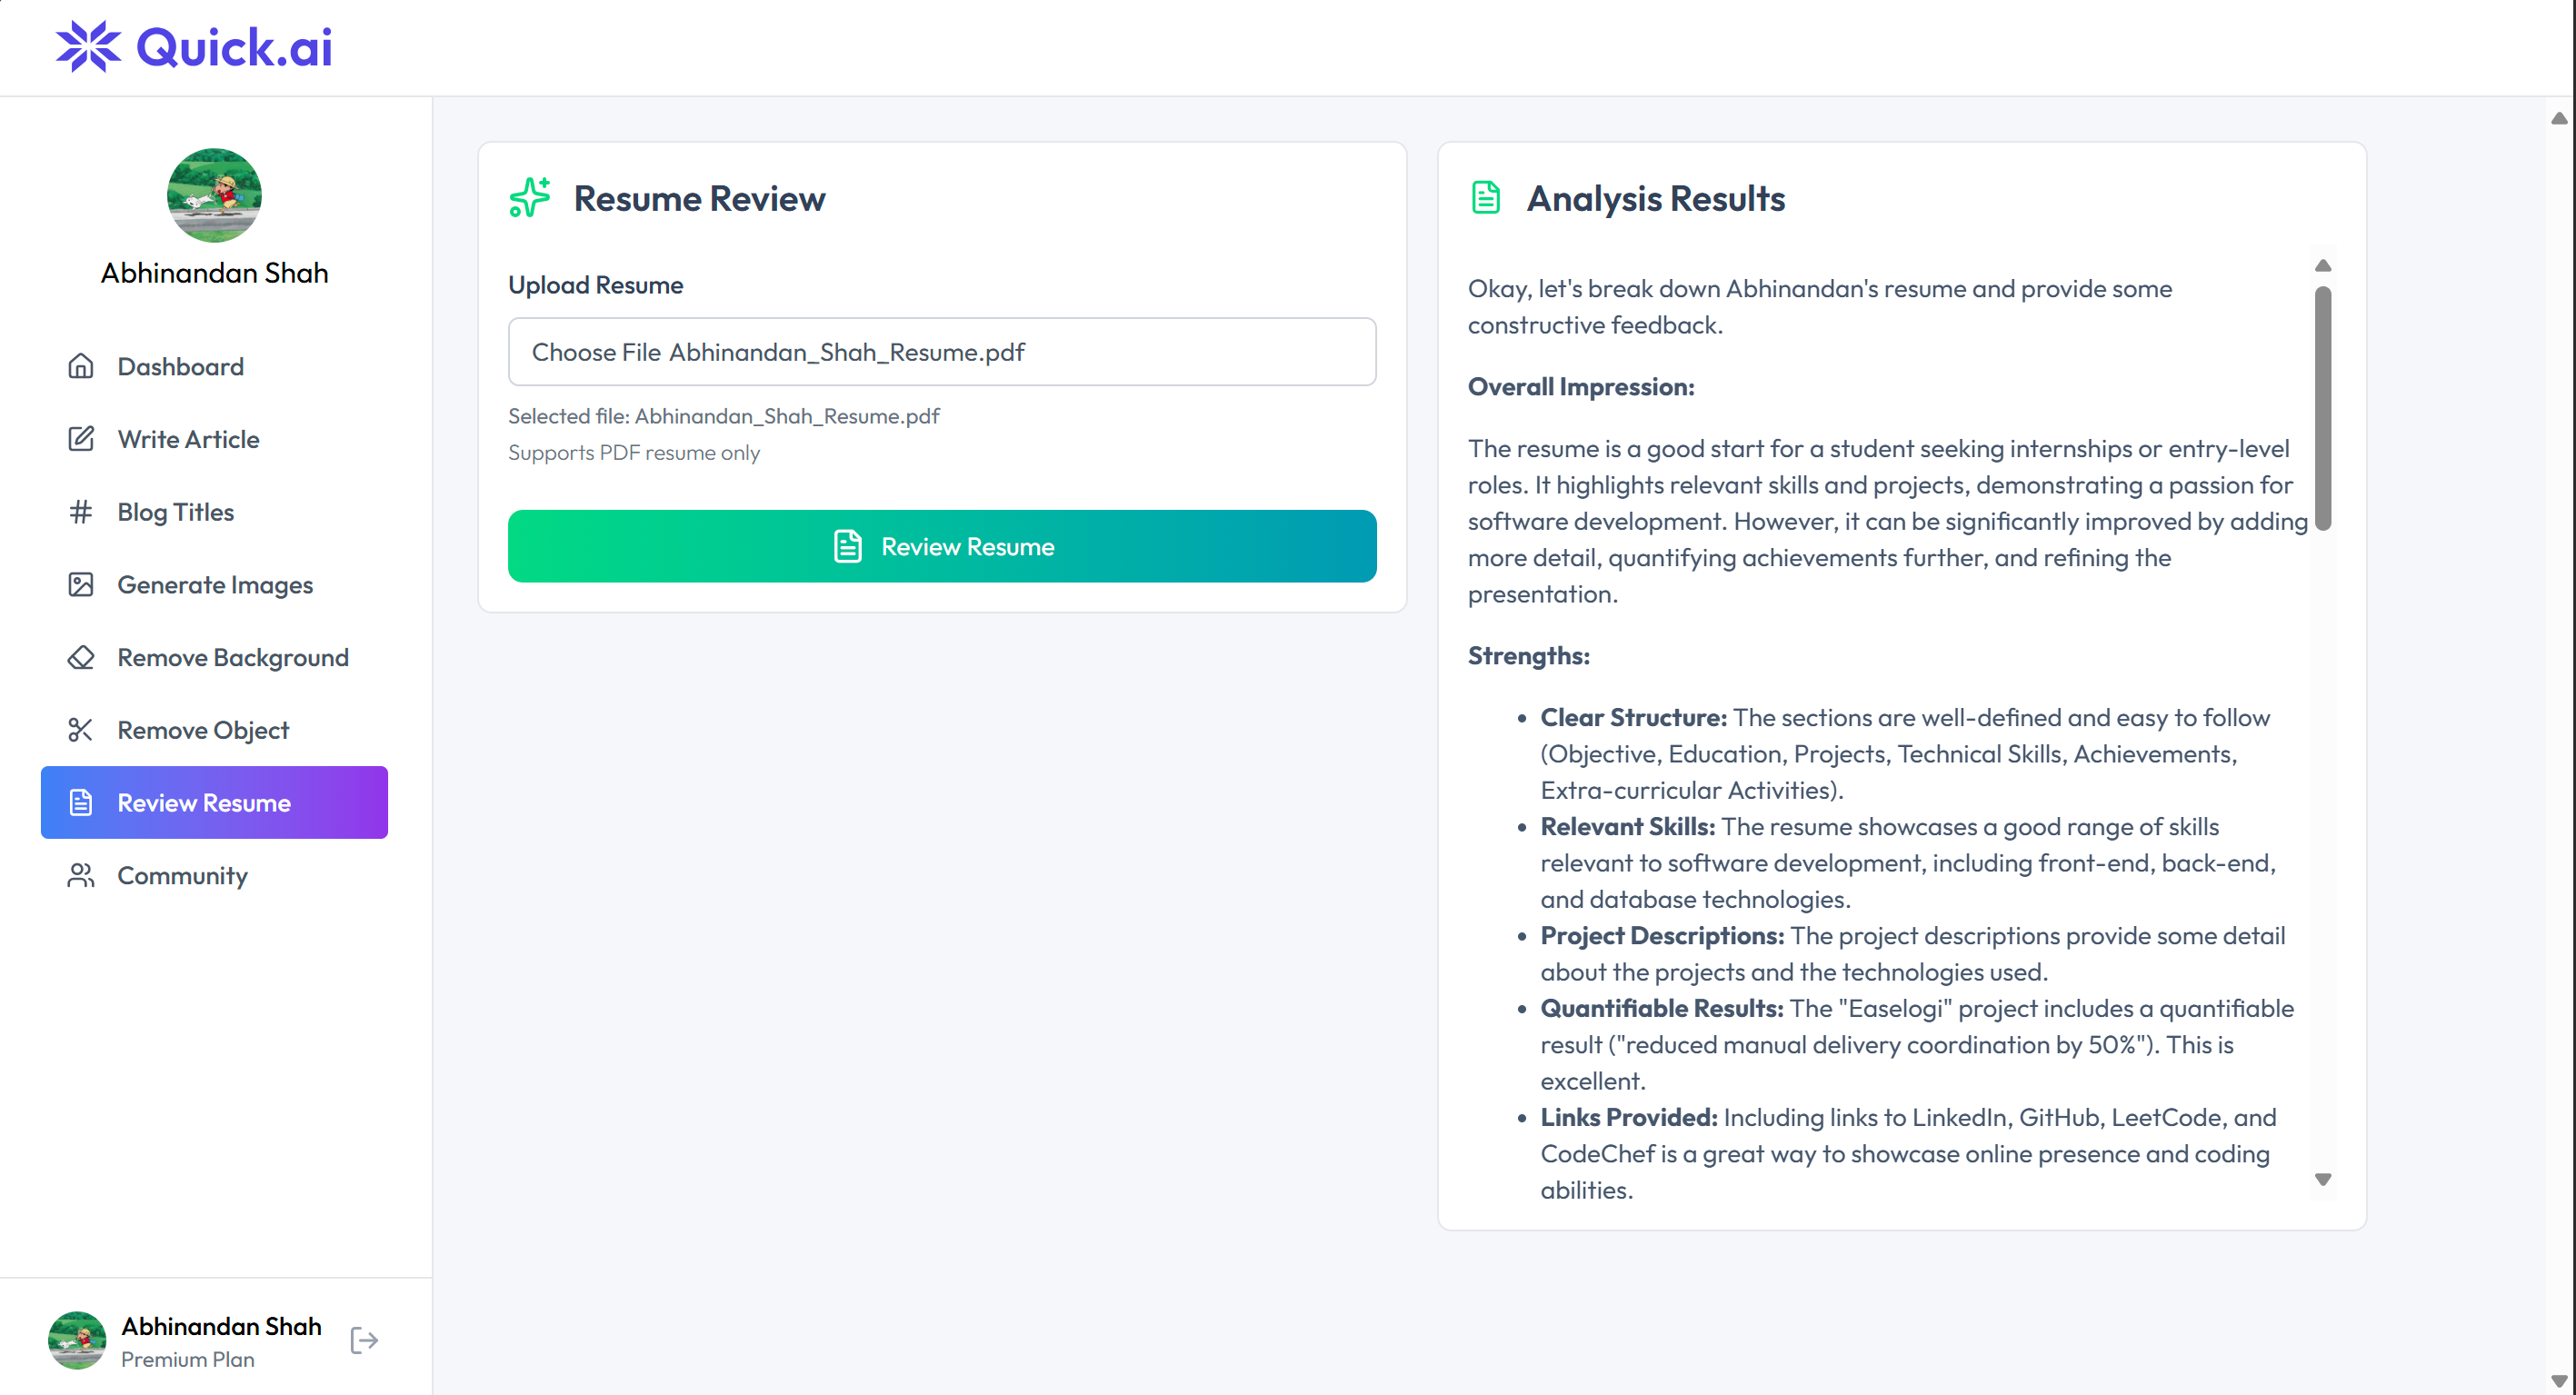 Quick.ai
Abhinandan Shah
Dashboard
Write Article
Blog Titles
Generate Images
Remove Background
Remove Object
Review Resume
Community
Abhinandan Shah
Premium Plan
Resume Review
Upload Resume
Choose File Abhinandan_Shah_Resume.pdf
Selected file: Abhinandan_Shah_Resume.pdf
Supports PDF resume only
Review Resume
Analysis Results
Okay, let's break down Abhinandan's resume and provide some
constructive feedback.
Overall Impression:
The resume is a good start for a student seeking internships or entry-level
roles. It highlights relevant skills and projects, demonstrating a passion for
software development. However, it can be significantly improved by adding
more detail, quantifying achievements further, and refining the
presentation.
Strengths:
• Clear Structure: The sections are well-defined and easy to follow
(Objective, Education, Projects, Technical Skills, Achievements,
Extra-curricular Activities).
• Relevant Skills: The resume showcases a good range of skills
relevant to software development, including front-end, back-end,
and database technologies.
• Project Descriptions: The project descriptions provide some detail
about the projects and the technologies used.
• Quantifiable Results: The "Easelogi" project includes a quantifiable
result ("reduced manual delivery coordination by 50%"). This is
excellent.
• Links Provided: Including links to LinkedIn, GitHub, LeetCode, and
CodeChef is a great way to showcase online presence and coding
abilities.